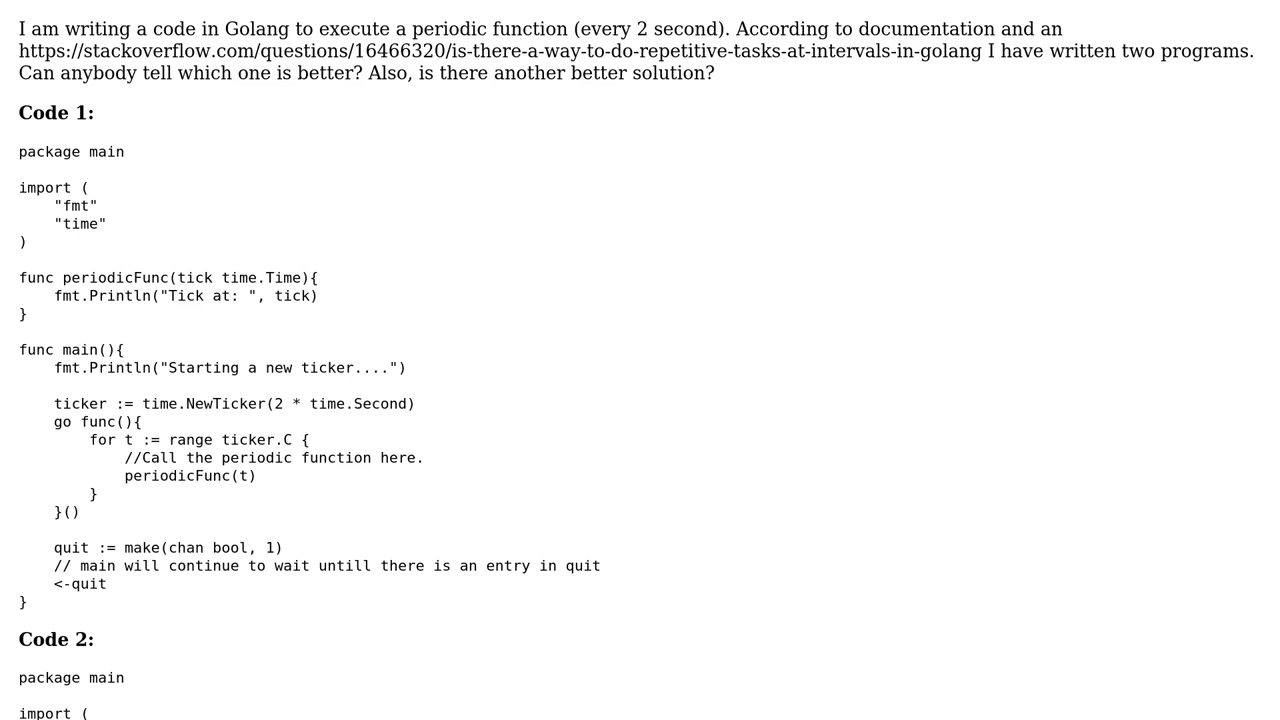 I am writing a code in Golang to execute a periodic function (every 2 second). According to documentation and an
https://stackoverflow.com/questions/16466320/is-there-a-way-to-do-repetitive-tasks-at-intervals-in-golang I have written two programs.
Can anybody tell which one is better? Also, is there another better solution?
Code 1:
package main
import (
    "fmt"
    "time"
)
func periodicFunc(tick time.Time){
    fmt.Println("Tick at: ", tick)
}
func main(){
    fmt.Println("Starting a new ticker....")
    ticker := time.NewTicker(2 * time.Second)
    go func(){
        for t := range ticker.C {
            //Call the periodic function here.
            periodicFunc(t)
        }
    }()
    quit := make(chan bool, 1)
    // main will continue to wait untill there is an entry in quit
    <-quit
}
Code 2:
package main
import (